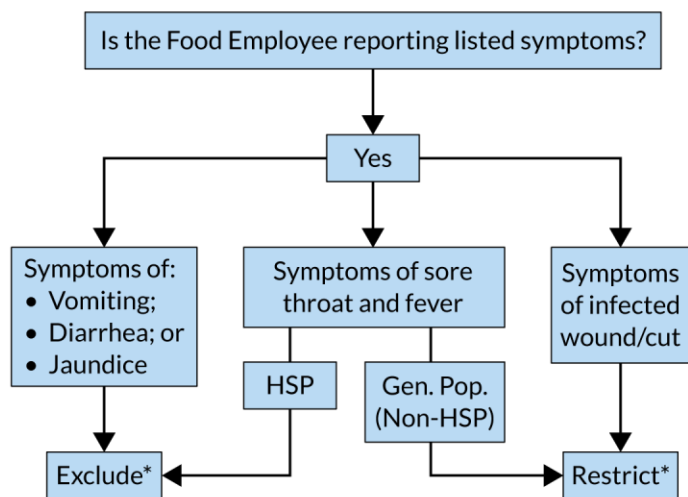 Is the Food Employee reporting listed symptoms?
Yes
Symptoms of:
• Vomiting;
• Diarrhea; or
• Jaundice
Symptoms of sore
throat and fever
Symptoms
of infected
wound/cut
HSP
Gen. Pop.
(Non-HSP)
Exclude*
Restrict*